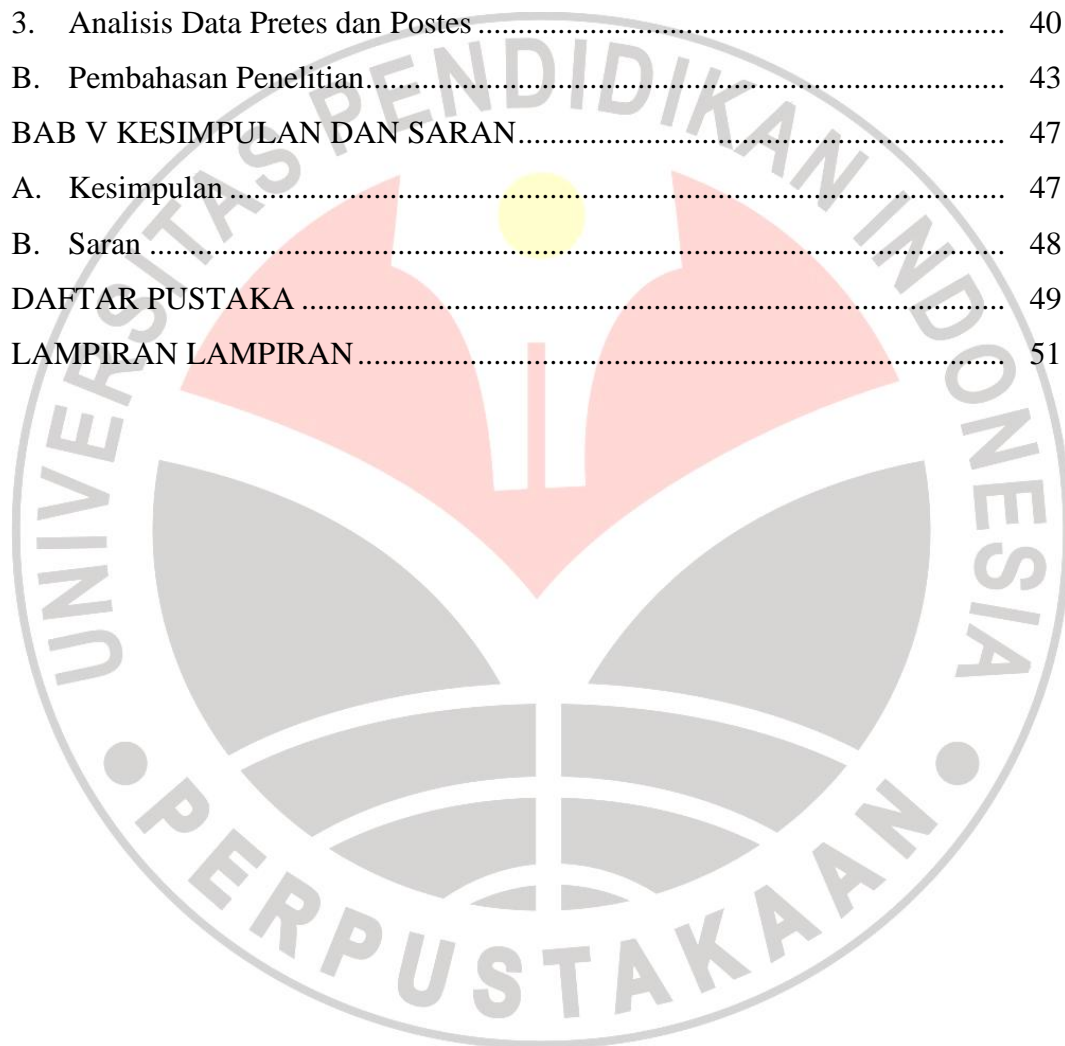 3. Analisis Data Pretes dan Postes .................................................................. 40
B. Pembahasan Penelitian................................................................................ 43
BAB V KESIMPULAN DAN SARAN............................................................. 47
A. Kesimpulan ................................................................................................. 47
B. Saran ........................................................................................................... 48
DAFTAR PUSTAKA ........................................................................................ 49
LAMPIRAN LAMPIRAN................................................................................. 51
UNIVERSITAS PENDIDIKAN INDONESIA
PERPUSTAKAAN